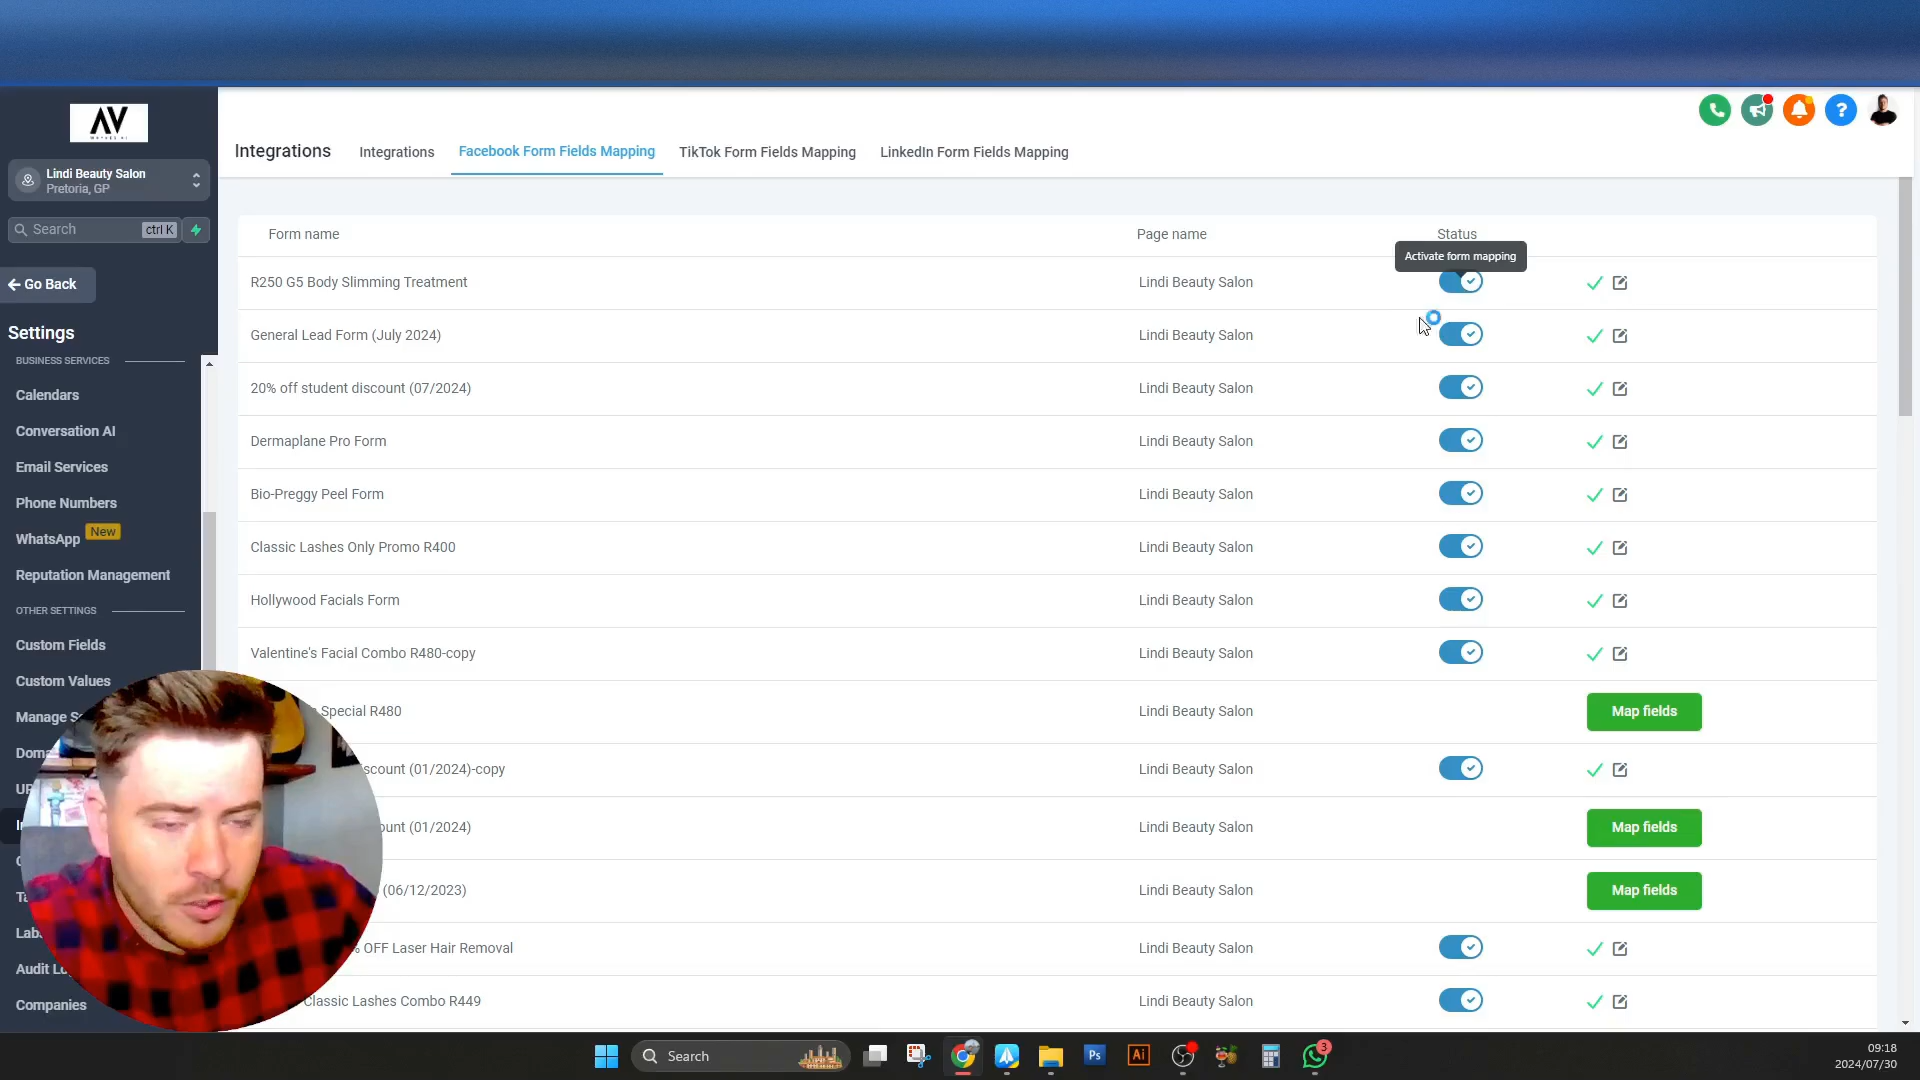 AV
Lindi Beauty Salon
Pretoria, GP
Search
ctrl K
Go Back
Settings
BUSINESS SERVICES
Calendars
Conversation AI
Email Services
Phone Numbers
WhatsApp New
Reputation Management
OTHER SETTINGS
Custom Fields
Custom Values
Manage
Audit
Companies
Integrations
Integrations
Facebook Form Fields Mapping
TikTok Form Fields Mapping
LinkedIn Form Fields Mapping
Form name Page name Status
Activate form mapping
R250 G5 Body Slimming Treatment Lindi Beauty Salon
General Lead Form (July 2024) Lindi Beauty Salon
20% off student discount (07/2024) Lindi Beauty Salon
Dermaplane Pro Form Lindi Beauty Salon
Bio-Preggy Peel Form Lindi Beauty Salon
Classic Lashes Only Promo R400 Lindi Beauty Salon
Hollywood Facials Form Lindi Beauty Salon
Valentine's Facial Combo R480-copy Lindi Beauty Salon
Special R480 Lindi Beauty Salon Map fields
(01/2024)-copy Lindi Beauty Salon
(01/2024) Lindi Beauty Salon Map fields
(06/12/2023) Lindi Beauty Salon Map fields
OFF Laser Hair Removal Lindi Beauty Salon
Classic Lashes Combo R449 Lindi Beauty Salon
Search
Ps
Ai
3
09:18
2024/07/30